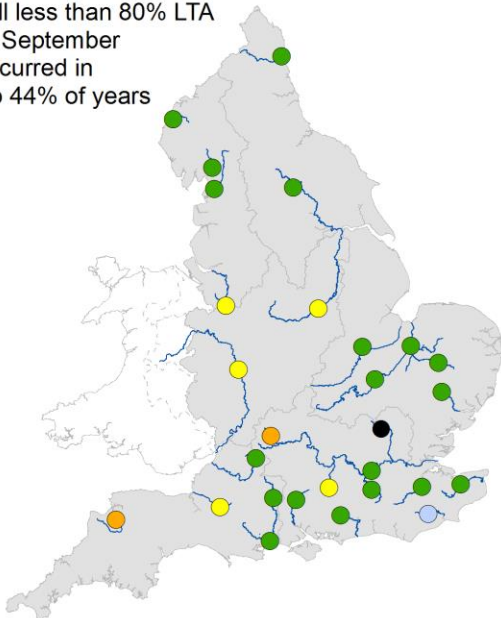 ll less than 80% LTA
September
curred in
44% of years